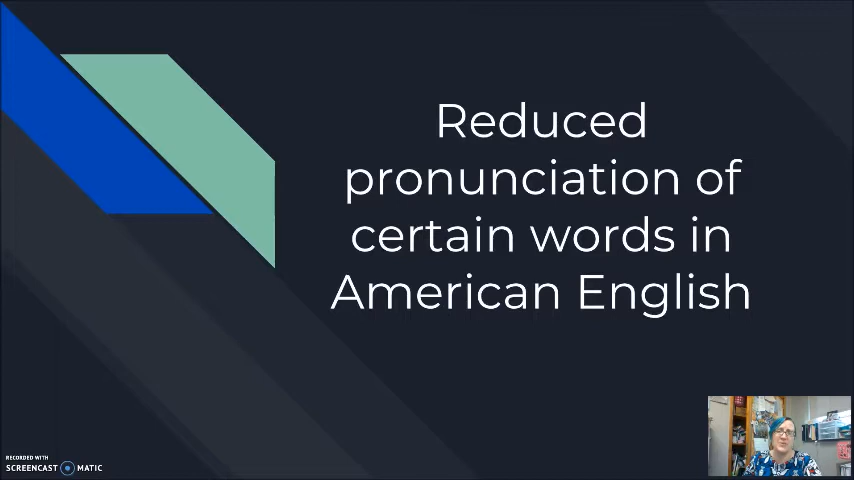 Reduced
pronunciation of
certain words in
American English
RECORDED WITH
SCREENCAST MATIC